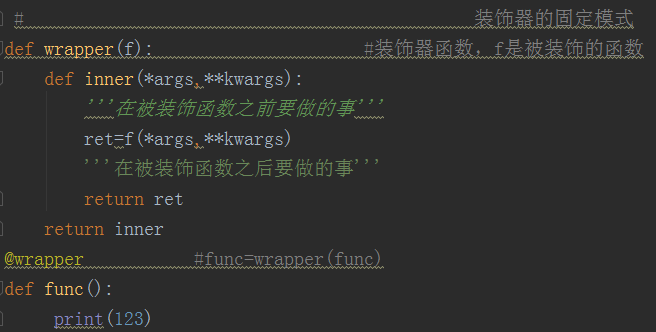 # 装饰器的固定模式
def wrapper(f): #装饰器函数，f是被装饰的函数
    def inner(*args,**kwargs):
        '''在被装饰函数之前要做的事'''
        ret=f(*args,**kwargs)
        '''在被装饰函数之后要做的事'''
        return ret
    return inner
@wrapper #func=wrapper(func)
def func():
    print(123)